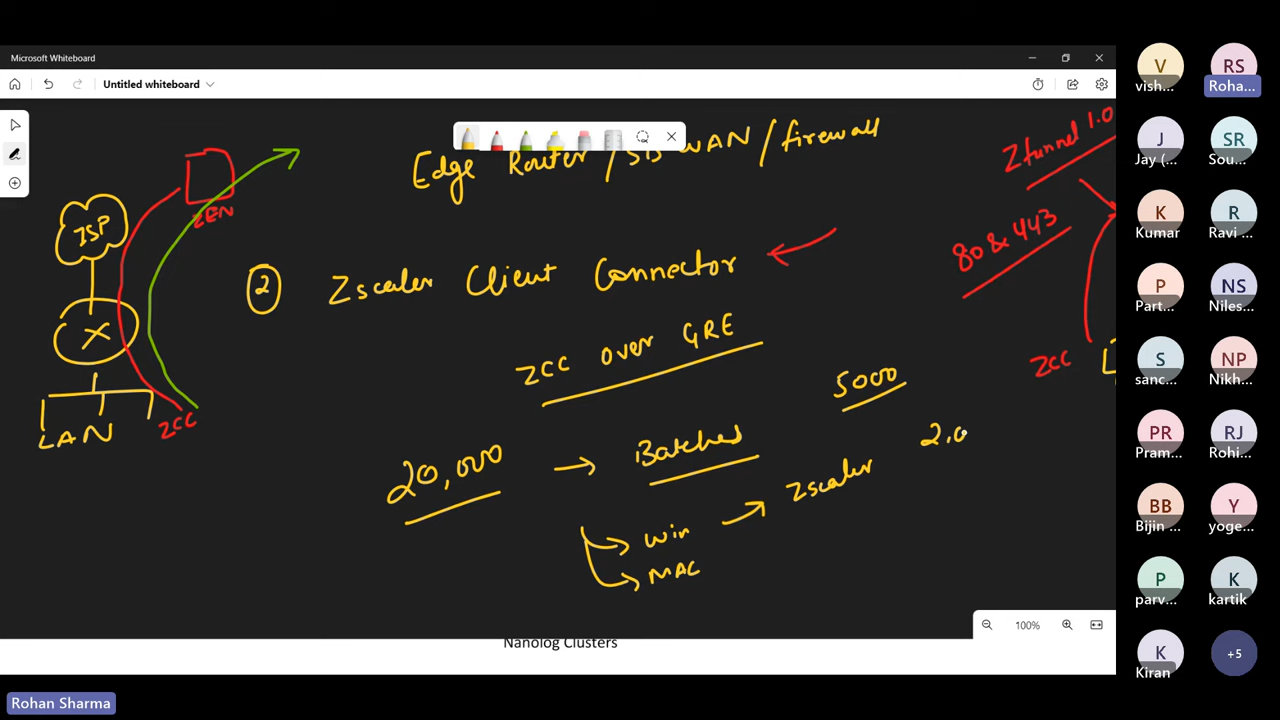 Microsoft Whiteboard
Untitled whiteboard
Edge Router/SD WAN/firewall
Ztunnel 1.0
80 & 443
ISP
ZEN
X
LAN
ZCC
2 Zscaler Client Connector
ZCC over GRE
ZCC
20,000 → Batches
5000
Win → Zscaler
2.0
MAC
100%
Nanolog Clusters
Rohan Sharma
V
vish...
RS
Roha...
J
Jay (...
SR
Sou...
K
Kumar
R
Ravi ...
P
Part...
NS
Niles...
S
sanc...
NP
Nikh...
PR
Pram...
RJ
Rohi...
BB
Bijin ...
Y
yoge...
P
parv...
K
kartik
K
Kiran
+5